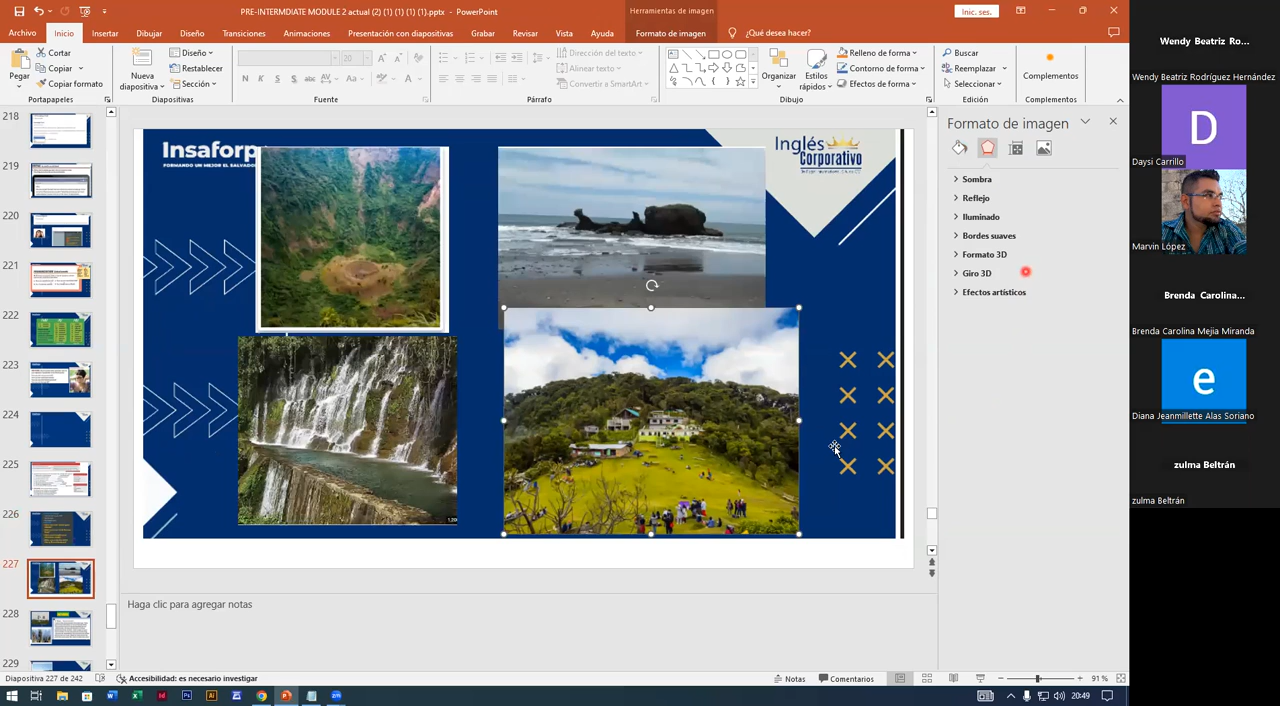 PRE-INTERMDIATE MODULE 2 actual (2) (1) (1) (1).pptx - PowerPoint
Herramientas de imagen
Inic. ses.
Archivo Inicio Insertar Dibujar Diseño Transiciones Animaciones Presentación con diapositivas Grabar Revisar Vista Ayuda Formato de imagen ¿Qué desea hacer?
Pegar
Cortar
Copiar
Copiar formato
Portapapeles
Nueva diapositiva
Diseño
Restablecer
Sección
Diapositivas
20
Fuente
Párrafo
Dirección del texto
Alinear texto
Convertir a SmartArt
Organizar
Estilos rápidos
Relleno de forma
Contorno de forma
Efectos de forma
Dibujo
Buscar
Reemplazar
Seleccionar
Edición
Complementos
Complementos
218
219
220
221
222
223
224
225
226
227
228
229
Insaforp
FORMANDO UN MEJOR EL SALVADOR
Inglés
Corporativo
Haga clic para agregar notas
Formato de imagen
Sombra
Reflejo
Iluminado
Bordes suaves
Formato 3D
Giro 3D
Efectos artísticos
Wendy Beatriz Ro...
Wendy Beatriz Rodríguez Hernández
D
Daysi Carrillo
Marvin López
Brenda Carolina...
Brenda Carolina Mejia Miranda
e
Diana Jeanmillette Alas Soriano
zulma Beltrán
zulma Beltrán
Diapositiva 227 de 242
Accesibilidad: es necesario investigar
Notas
Comentarios
91 %
20:49